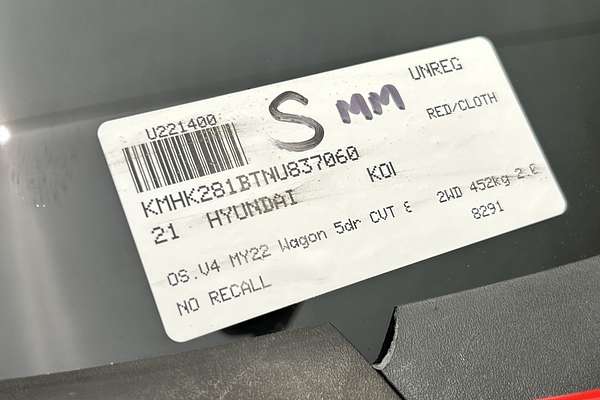 U221400
S MM
UNREG
RED/CLOTH
KMHK281BTNU837060
21 HYUNDAI KOI
OS.V4 MY22 Wagon 5dr CVT 8 2WD 452kg 2.0
8291
NO RECALL